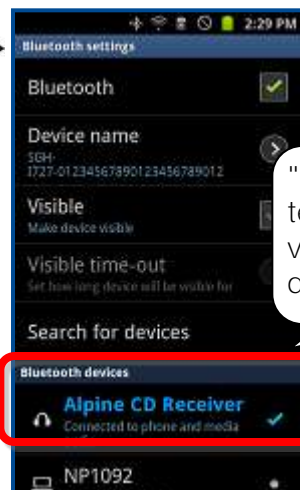 2:29 PM
Bluetooth settings
Bluetooth
Device name
SGH-
I727-01234567890123456789012
Visible
Make device visible
Visible time-out
Set how long device will be visible for
Search for devices
Bluetooth devices
Alpine CD Receiver
Connected to phone and media
NP1092